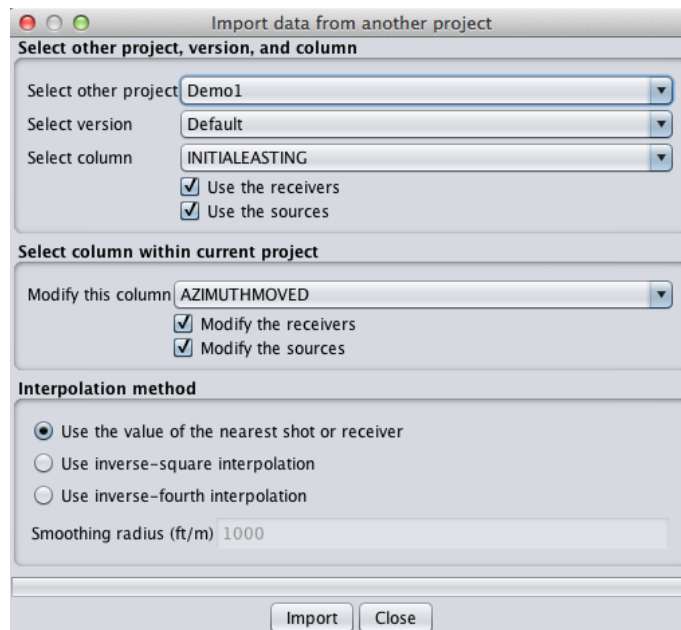 Import data from another project
Select other project, version, and column
Select other project Demo1
Select version Default
Select column INITIALEASTING
Use the receivers
Use the sources
Select column within current project
Modify this column AZIMUTHMOVED
Modify the receivers
Modify the sources
Interpolation method
Use the value of the nearest shot or receiver
Use inverse-square interpolation
Use inverse-fourth interpolation
Smoothing radius (ft/m) 1000
Import Close